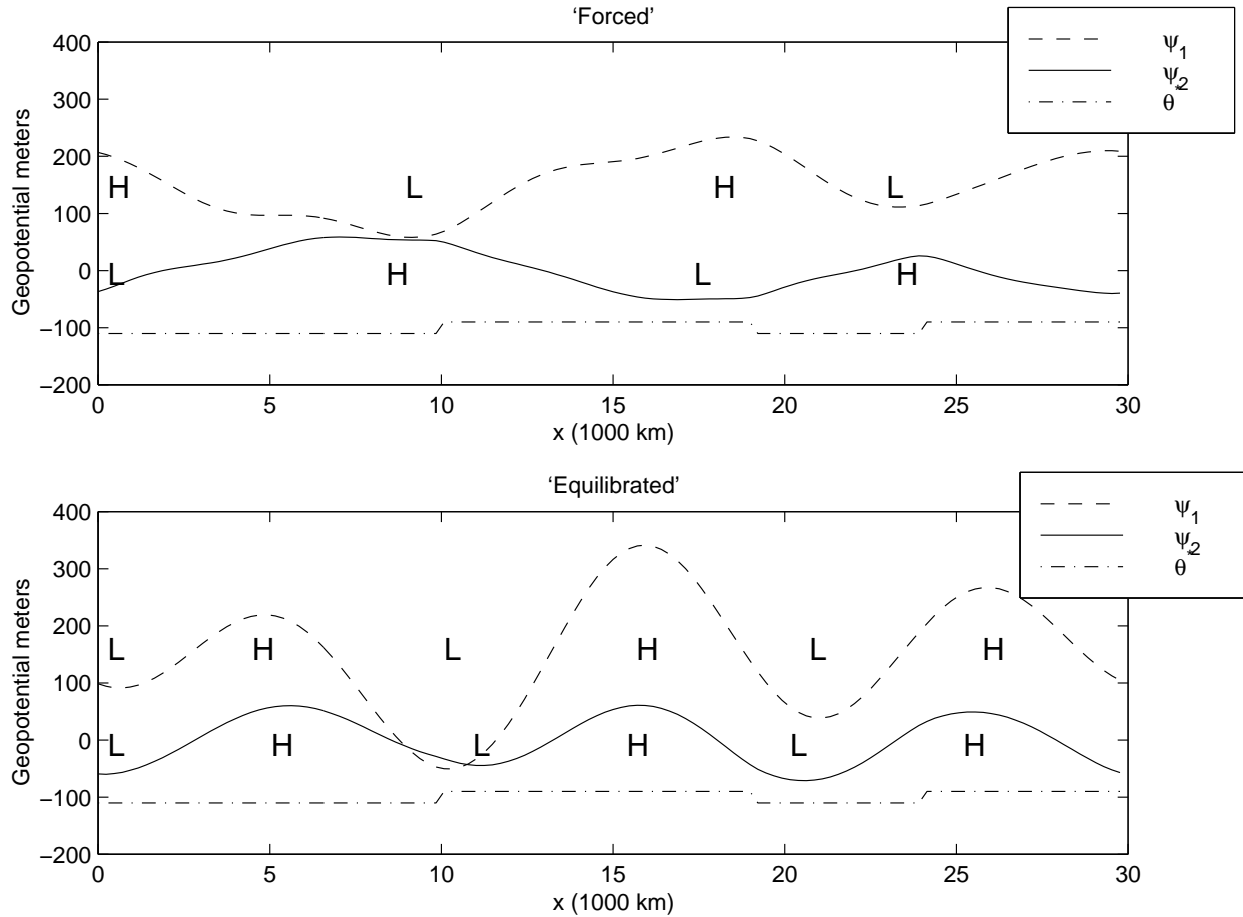 ‘Forced’
400
300
200
100
0
−100
−200
Geopotential meters
H
L
H
L
L
H
L
H
0
5
10
15
20
25
30
x (1000 km)
ψ1
ψ2
θ*
‘Equilibrated’
400
300
200
100
0
−100
−200
Geopotential meters
L
H
L
H
L
H
L
H
L
H
L
H
0
5
10
15
20
25
30
x (1000 km)
ψ1
ψ2
θ*